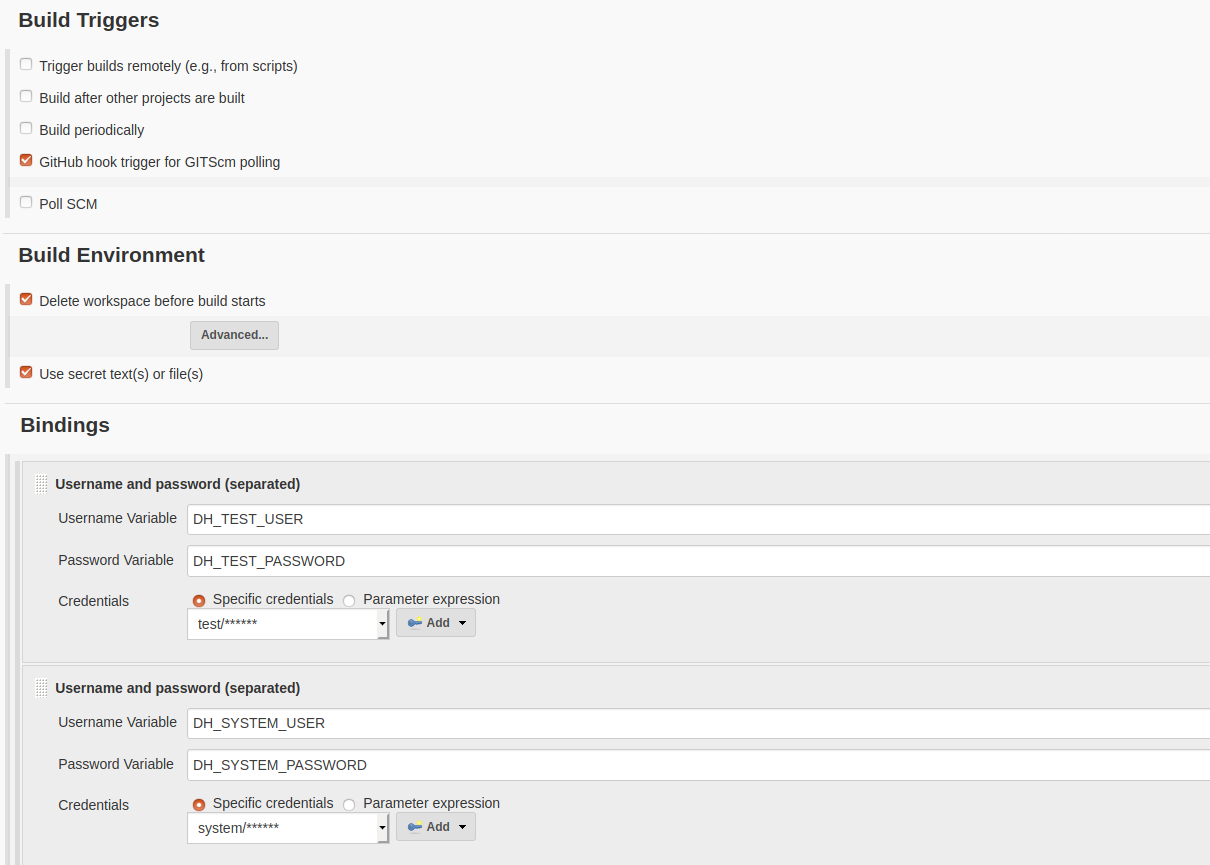 Build Triggers
Trigger builds remotely (e.g., from scripts)
Build after other projects are built
Build periodically
GitHub hook trigger for GITScm polling
Poll SCM
Build Environment
Delete workspace before build starts
Advanced...
Use secret text(s) or file(s)
Bindings
Username and password (separated)
Username Variable DH_TEST_USER
Password Variable DH_TEST_PASSWORD
Credentials Specific credentials Parameter expression
test/****** Add
Username and password (separated)
Username Variable DH_SYSTEM_USER
Password Variable DH_SYSTEM_PASSWORD
Credentials Specific credentials Parameter expression
system/****** Add